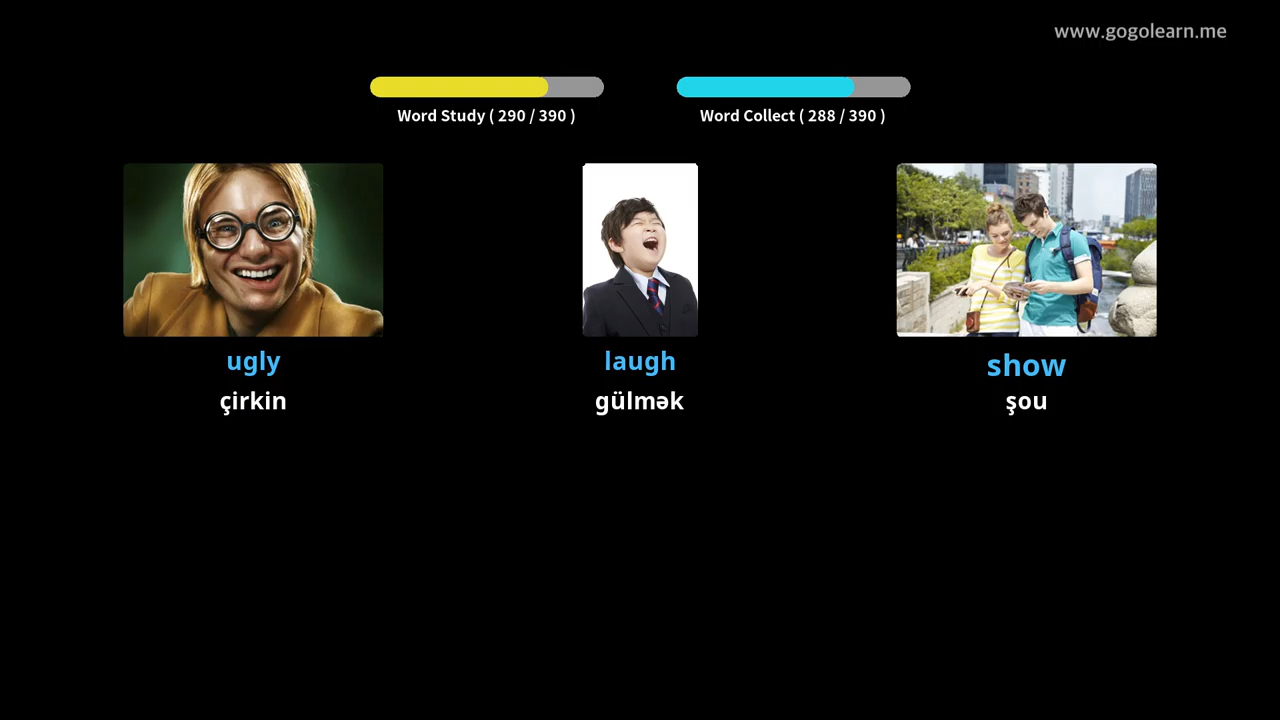 www.gogolearn.me
Word Study ( 290 / 390 )
Word Collect ( 288 / 390 )
ugly
çirkin
laugh
gülmək
show
şou